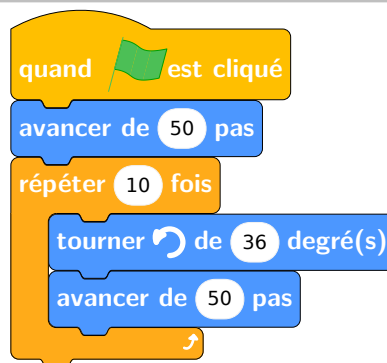 quand est cliqué
avancer de 50 pas
répéter 10 fois
tourner de 36 degré(s)
avancer de 50 pas